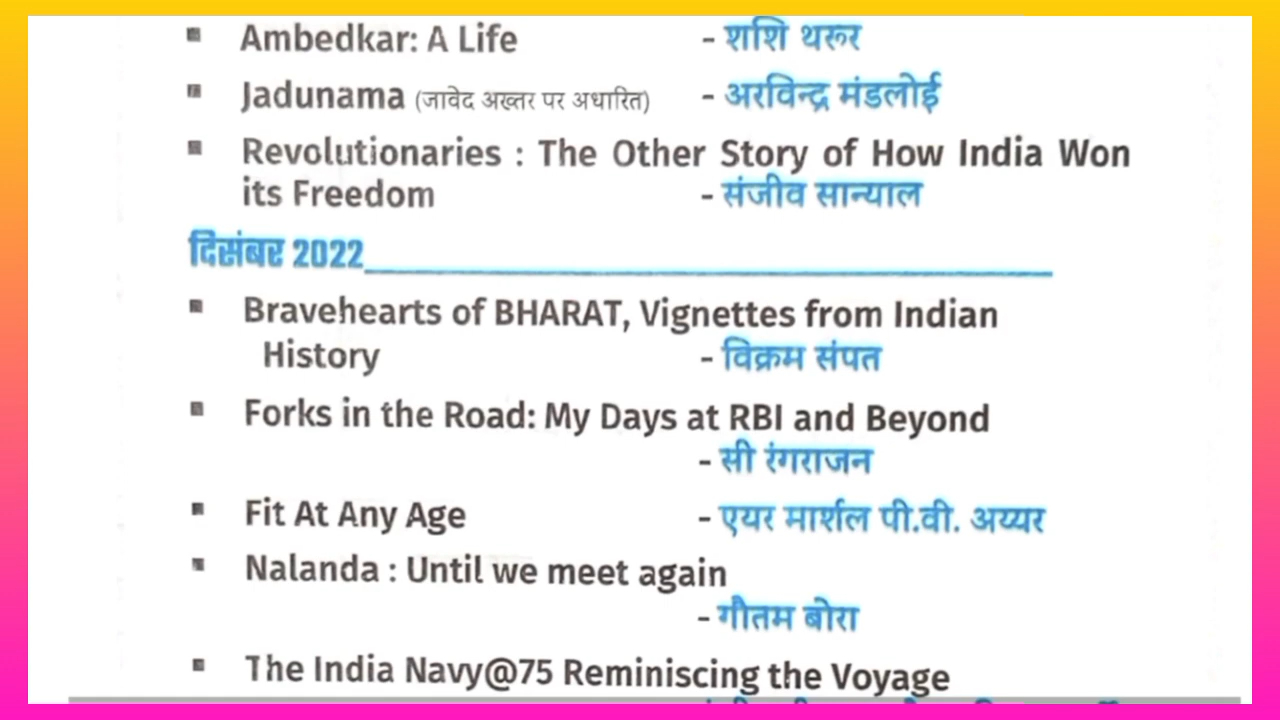 ▪ Ambedkar: A Life - शशि थरूर
▪ Jadunama (जावेद अख्तर पर अधारित) - अरविन्द्र मंडलोई
▪ Revolutionaries : The Other Story of How India Won
its Freedom - संजीव सान्याल
दिसंबर 2022
▪ Bravehearts of BHARAT, Vignettes from Indian
History - विक्रम संपत
▪ Forks in the Road: My Days at RBI and Beyond
- सी रंगराजन
▪ Fit At Any Age - एयर मार्शल पी.वी. अय्यर
▪ Nalanda : Until we meet again
- गौतम बोरा
▪ The India Navy@75 Reminiscing the Voyage